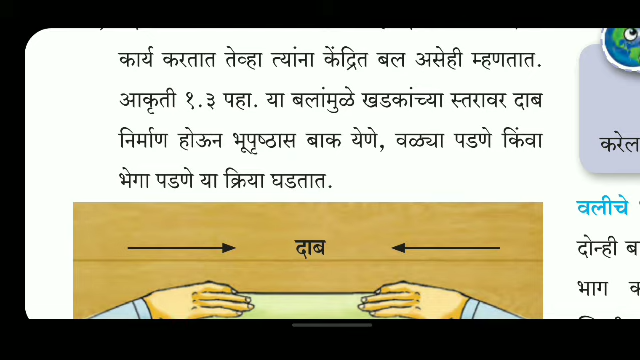 कार्य करतात तेव्हा त्यांना केंद्रित बल असेही म्हणतात.
आकृती १.३ पहा. या बलांमुळे खडकांच्या स्तरावर दाब
निर्माण होऊन भूपृष्ठास बाक येणे, वळ्या पडणे किंवा
भेगा पडणे या क्रिया घडतात.
दाब
करेल
वलीचे
दोन्ही ब
भाग